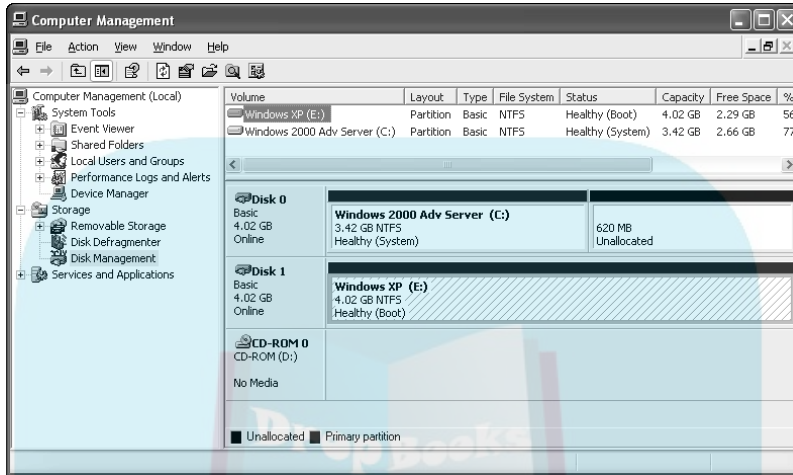 Computer Management
File Action View Window Help
Computer Management (Local)
System Tools
Event Viewer
Shared Folders
Local Users and Groups
Performance Logs and Alerts
Device Manager
Storage
Removable Storage
Disk Defragmenter
Disk Management
Services and Applications
Volume Layout Type File System Status Capacity Free Space %
Windows XP (E:) Partition Basic NTFS Healthy (Boot) 4.02 GB 2.29 GB 56
Windows 2000 Adv Server (C:) Partition Basic NTFS Healthy (System) 3.42 GB 2.66 GB 77
Disk 0
Basic
4.02 GB
Online
Windows 2000 Adv Server (C:)
3.42 GB NTFS
Healthy (System)
620 MB
Unallocated
Disk 1
Basic
4.02 GB
Online
Windows XP (E:)
4.02 GB NTFS
Healthy (Boot)
CD-ROM 0
CD-ROM (D:)
No Media
Unallocated Primary partition
DropBooks